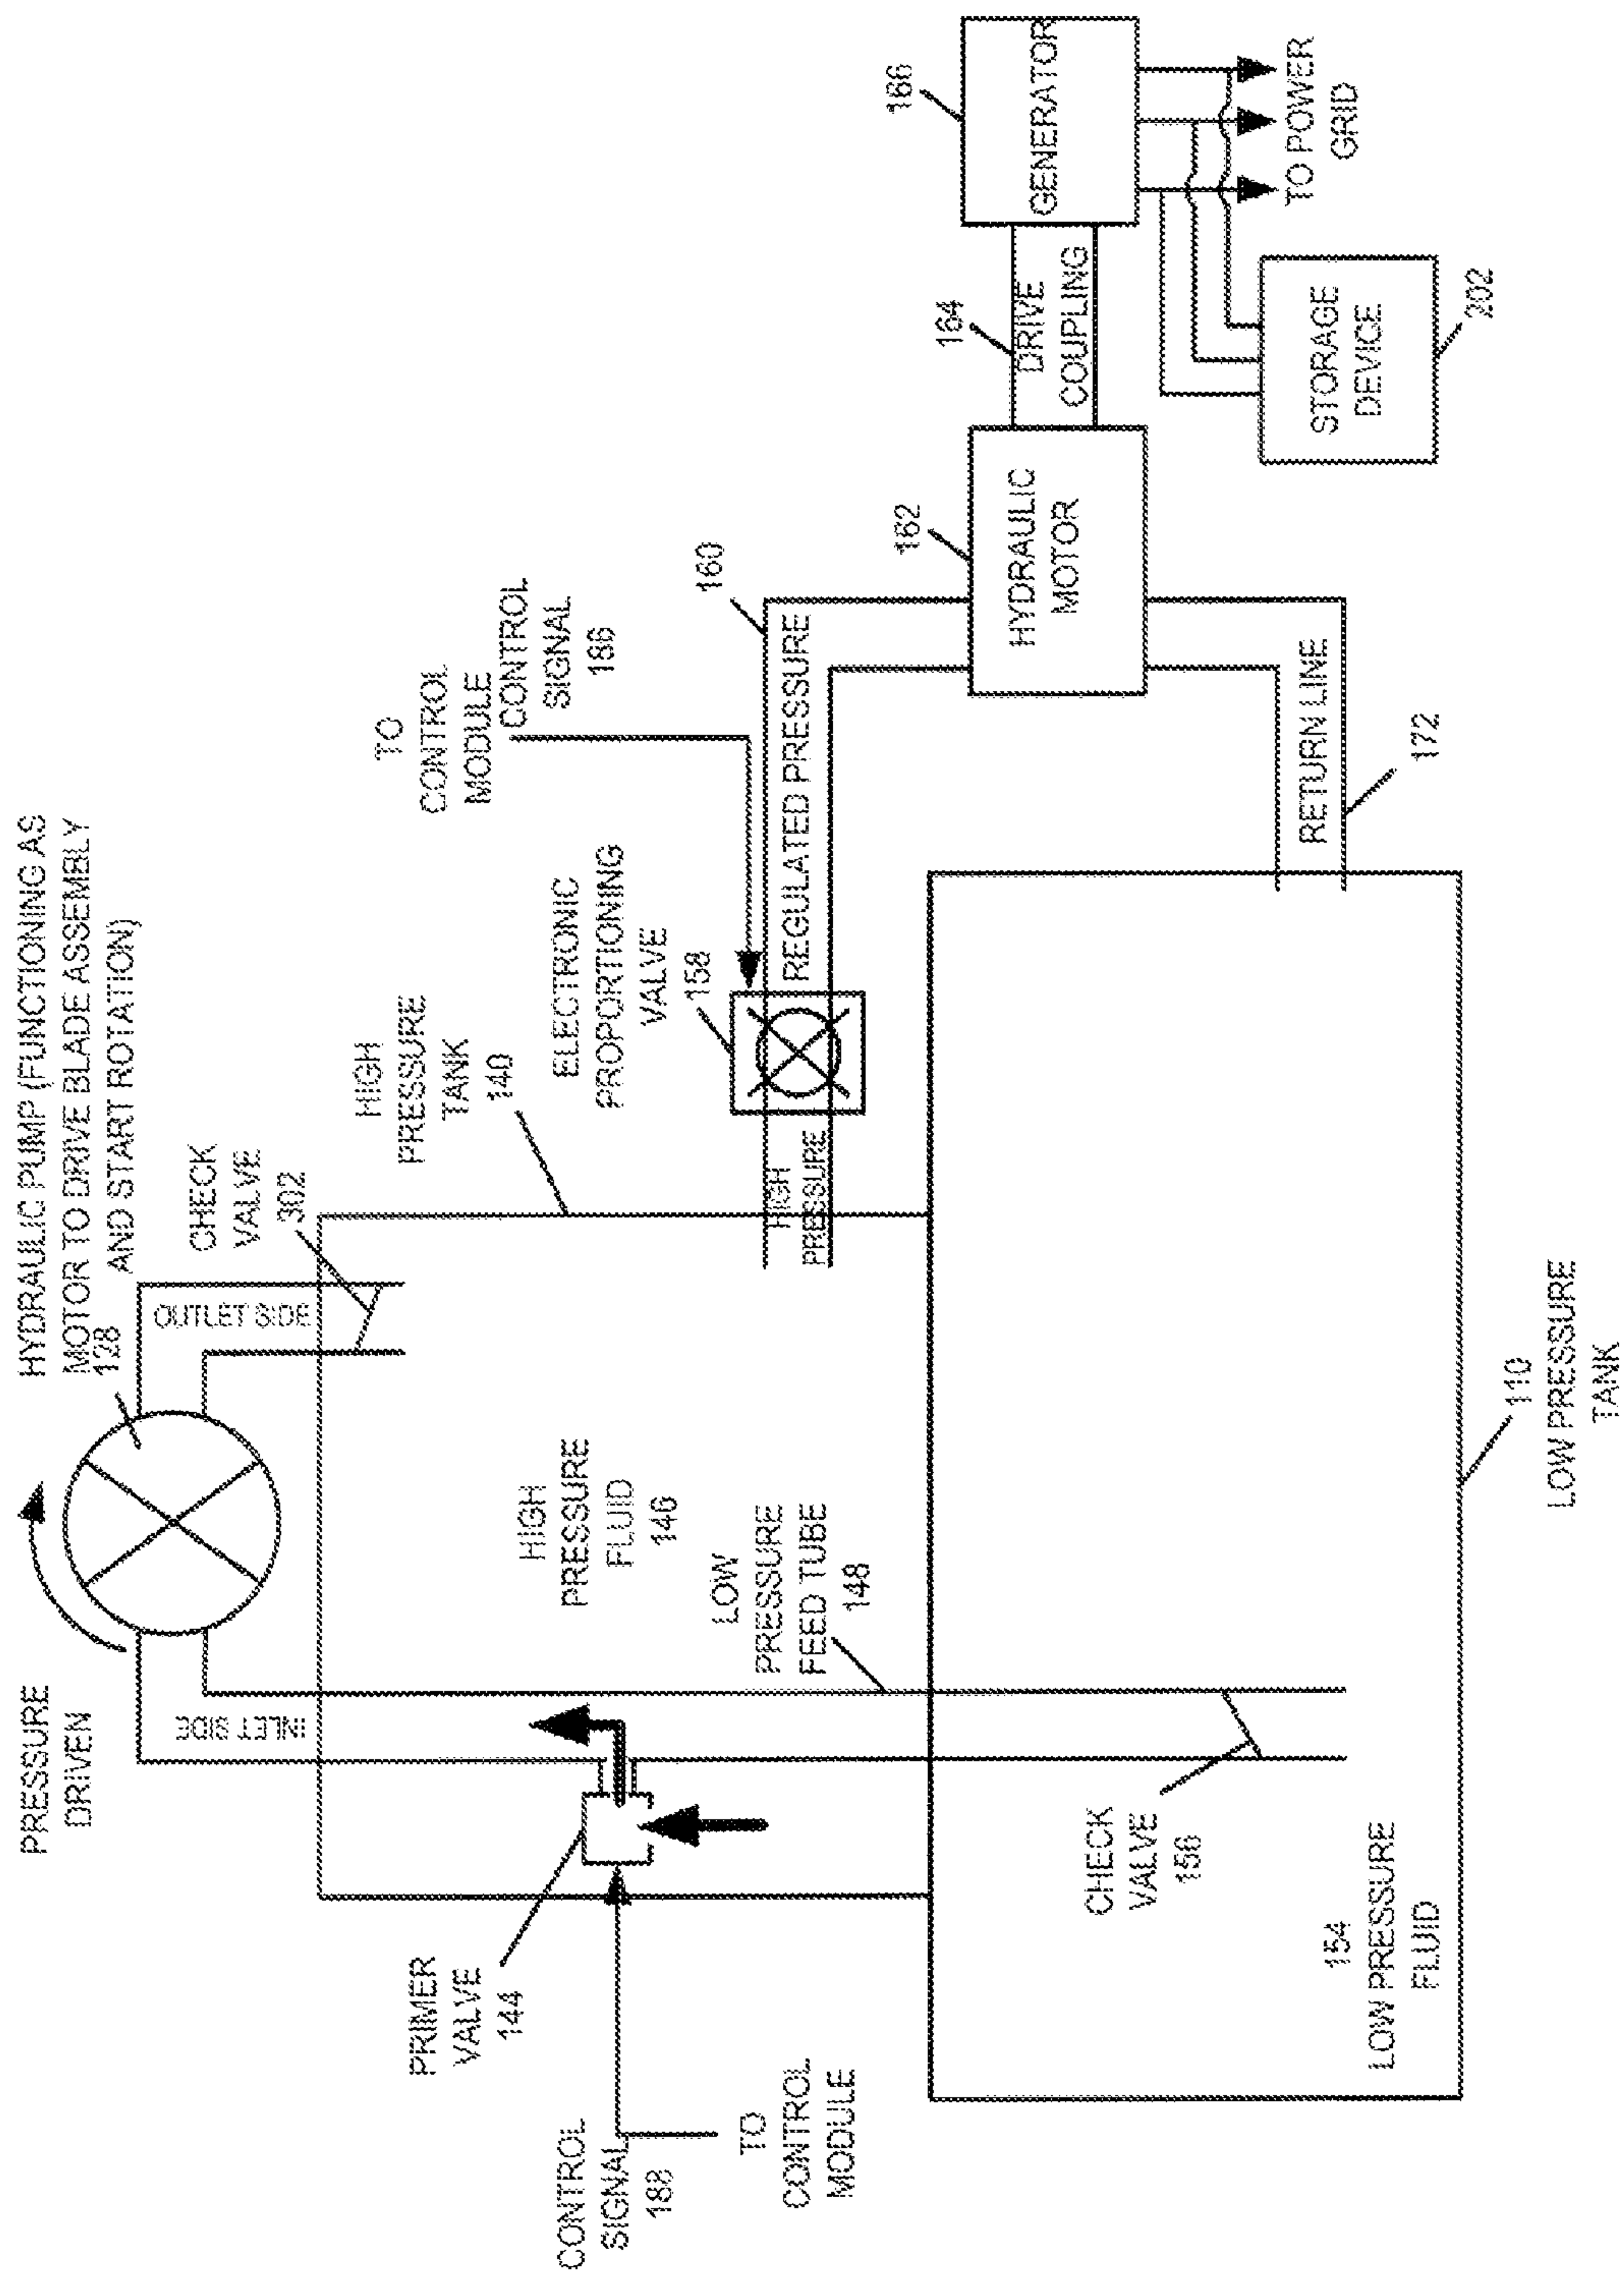 HYDRAULIC PUMP (FUNCTIONING AS
MOTOR TO DRIVE BLADE ASSEMBLY
AND START ROTATION)
128
PRESSURE
DRIVEN
CHECK
VALVE
302
OUTLET SIDE
INLET SIDE
HIGH
PRESSURE
TANK
140
TO
CONTROL
MODULE
CONTROL
SIGNAL
186
PRIMER
VALVE
144
HIGH
PRESSURE
FLUID
146
ELECTRONIC
PROPORTIONING
VALVE
158
160
CONTROL
SIGNAL
188
TO
CONTROL
MODULE
LOW
PRESSURE
FEED TUBE
148
HIGH
PRESSURE
REGULATED PRESSURE
162
HYDRAULIC
MOTOR
164
DRIVE
COUPLING
166
GENERATOR
CHECK
VALVE
156
154
LOW PRESSURE
FLUID
RETURN LINE
172
STORAGE
DEVICE
202
TO POWER
GRID
110
LOW PRESSURE
TANK